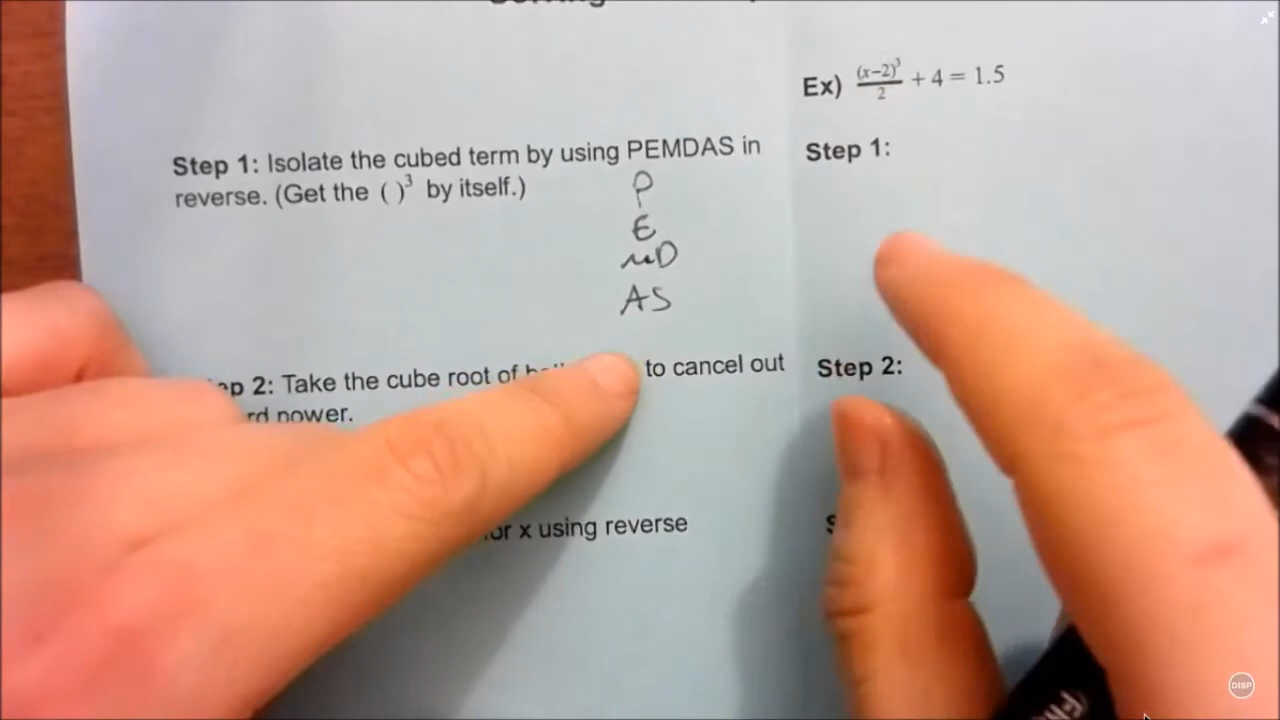 Ex) (x−2)³/2 + 4 = 1.5
Step 1: Isolate the cubed term by using PEMDAS in
reverse. (Get the ( )³ by itself.)
P
E
MD
AS
Step 1:
2: Take the cube root of to cancel out
power.
Step 2:
x using reverse
DISP